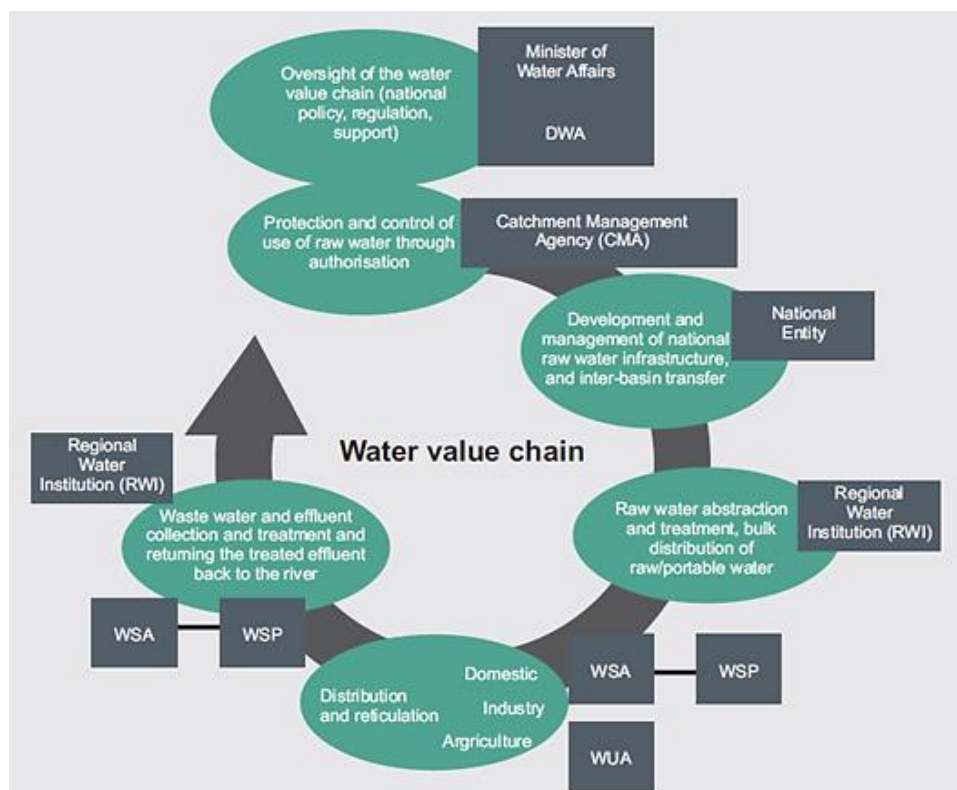 Oversight of the water
value chain (national
policy, regulation,
support)
Minister of
Water Affairs
DWA
Protection and control of
use of raw water through
authorisation
Catchment Management
Agency (CMA)
Development and
management of national
raw water infrastructure,
and inter-basin transfer
National
Entity
Water value chain
Regional
Water
Institution (RWI)
Waste water and effluent
collection and treatment and
returning the treated effluent
back to the river
Raw water abstraction
and treatment, bulk
distribution of
raw/portable water
Regional
Water
Institution (RWI)
WSA
WSP
Distribution
and reticulation
Domestic
Industry
Argriculture
WSA
WSP
WUA